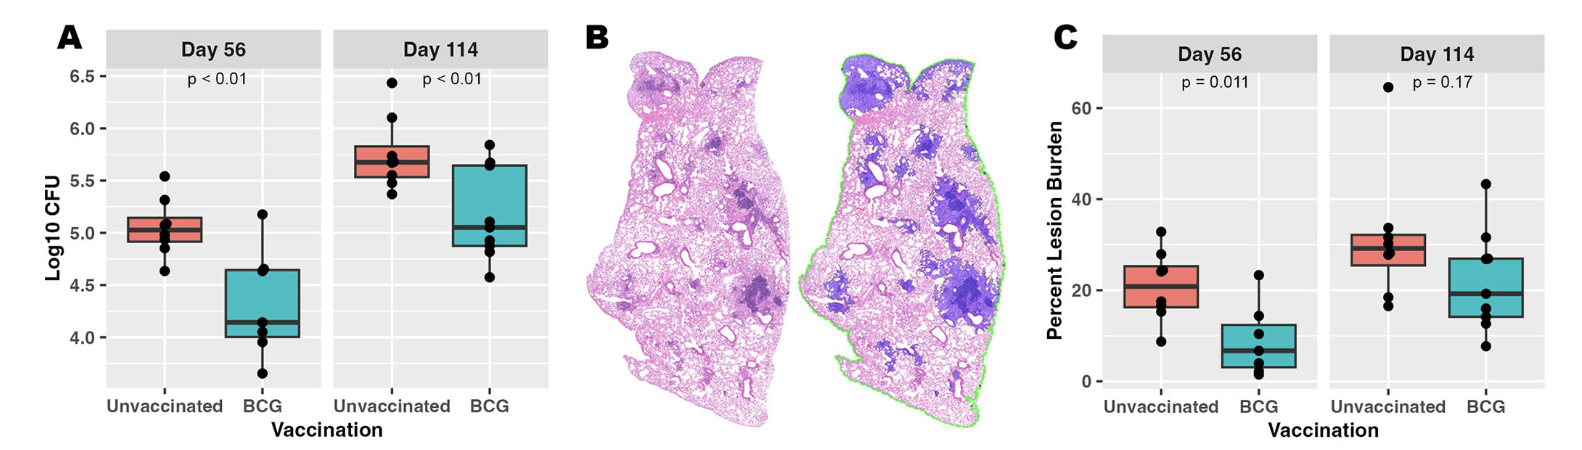 A
Day 56
Day 114
p < 0.01
p < 0.01
Log10 CFU
6.5
6.0
5.5
5.0
4.5
4.0
Unvaccinated
BCG
Unvaccinated
BCG
Vaccination
B
C
Day 56
Day 114
p = 0.011
p = 0.17
Percent Lesion Burden
60
40
20
0
Unvaccinated
BCG
Unvaccinated
BCG
Vaccination